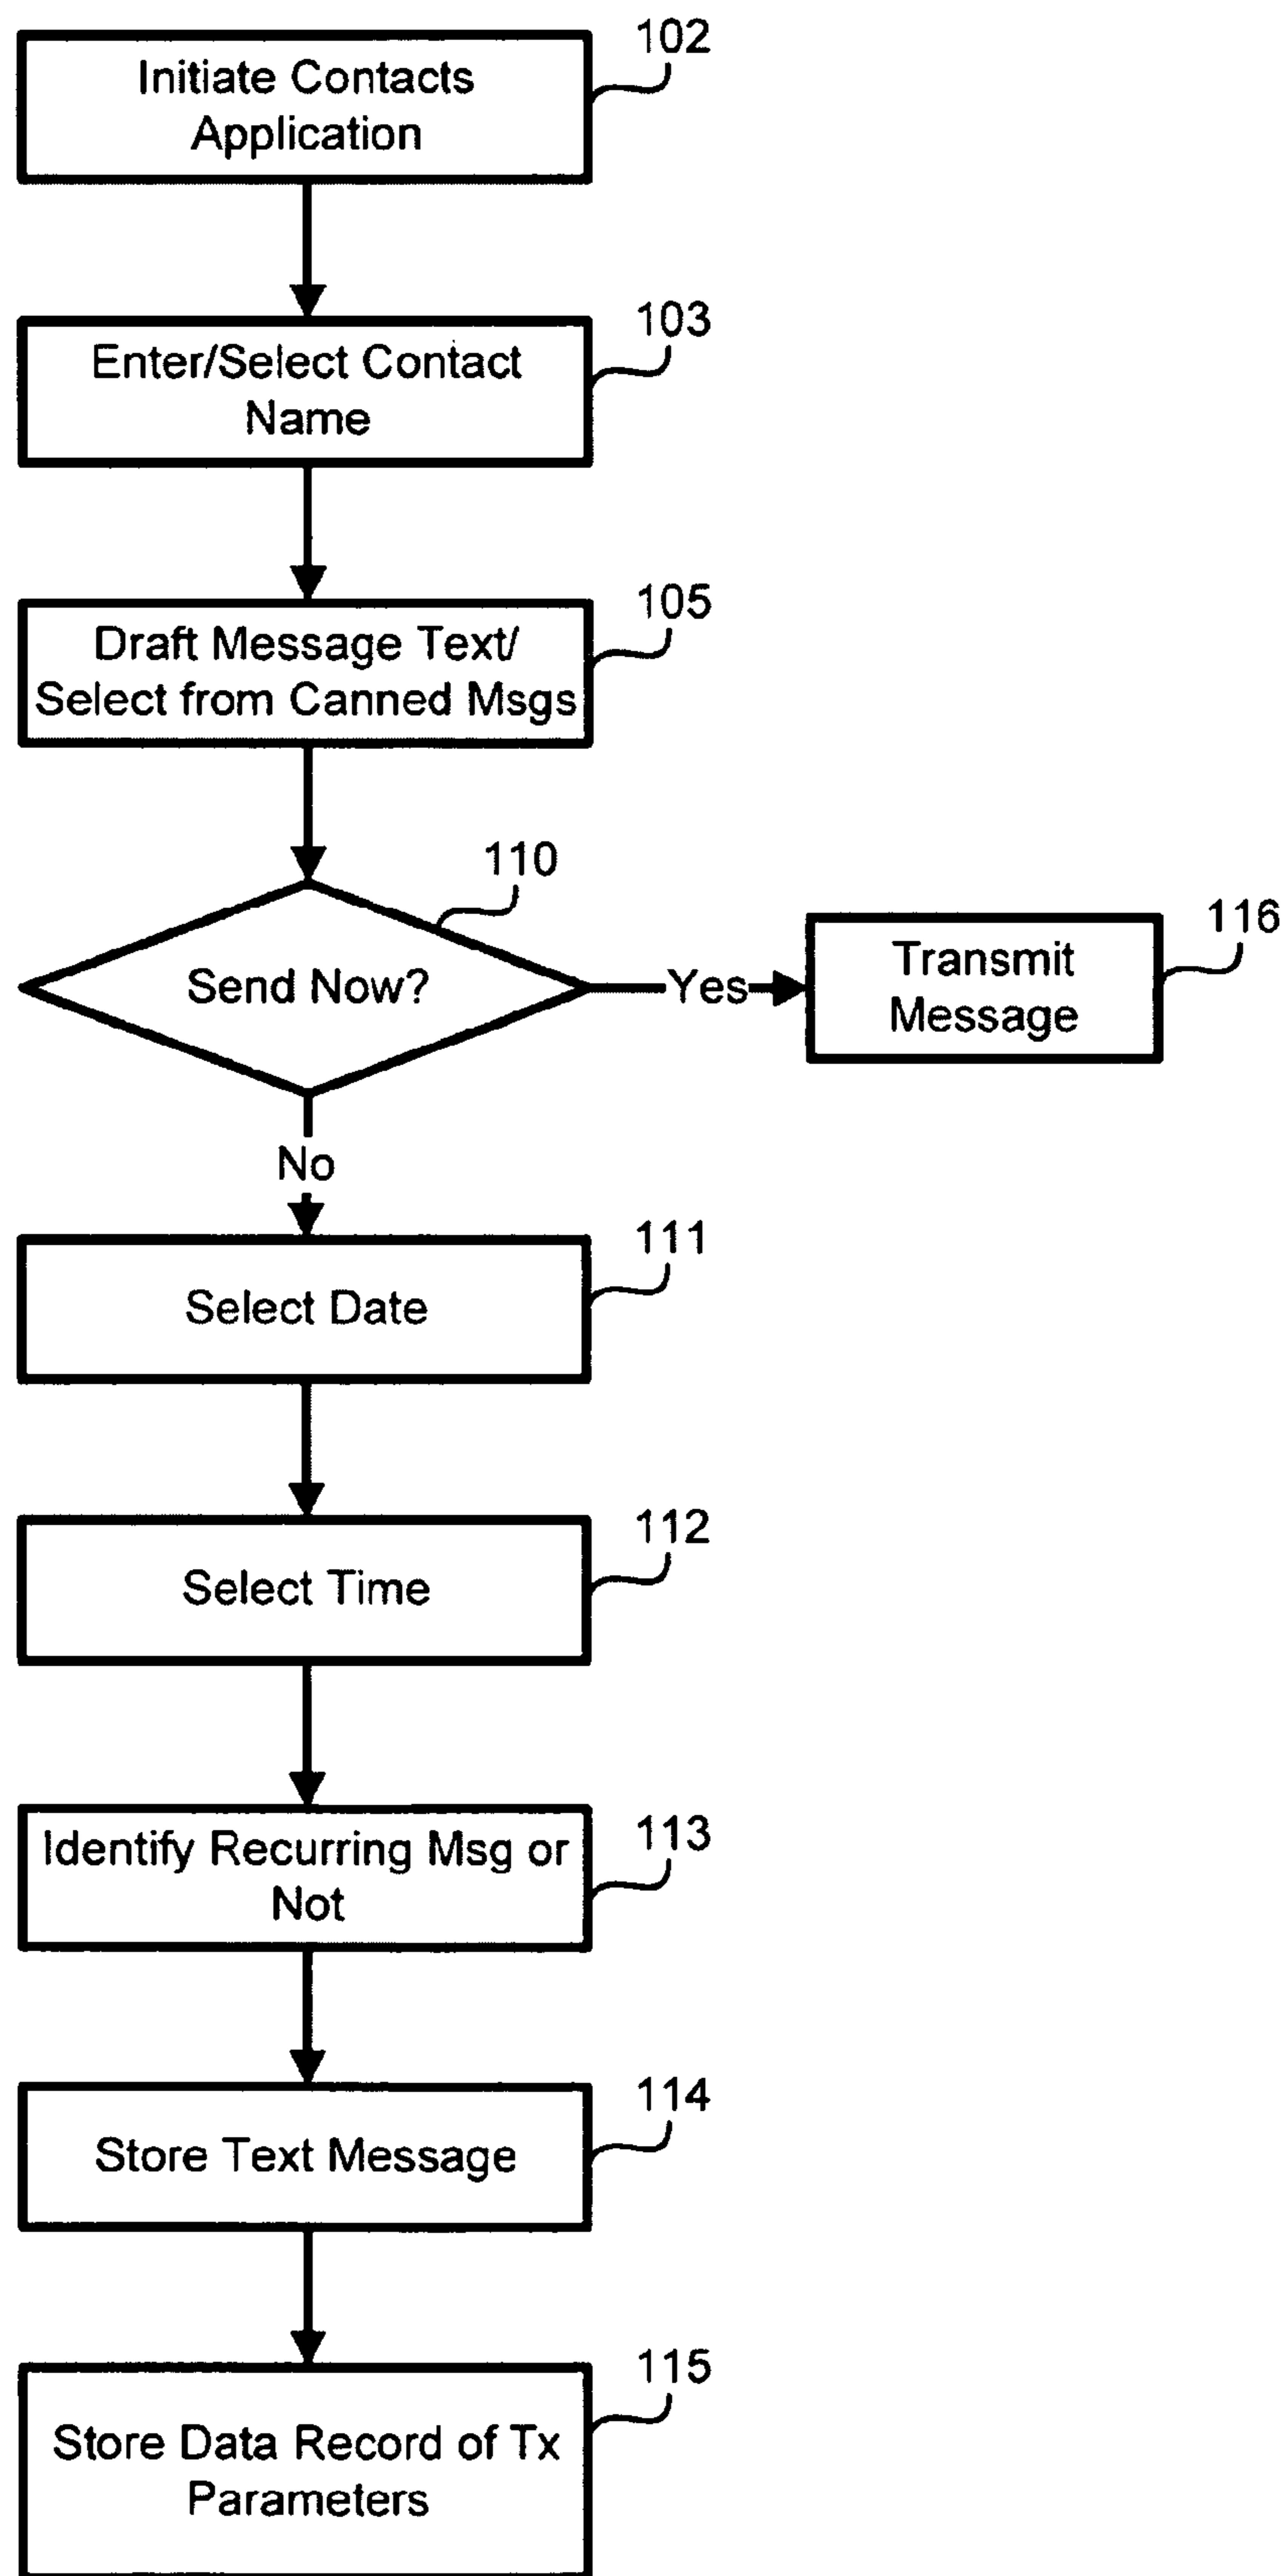 102
Initiate Contacts
Application
103
Enter/Select Contact
Name
105
Draft Message Text/
Select from Canned Msgs
110
Send Now?
Yes
116
Transmit
Message
No
111
Select Date
112
Select Time
113
Identify Recurring Msg or
Not
114
Store Text Message
115
Store Data Record of Tx
Parameters